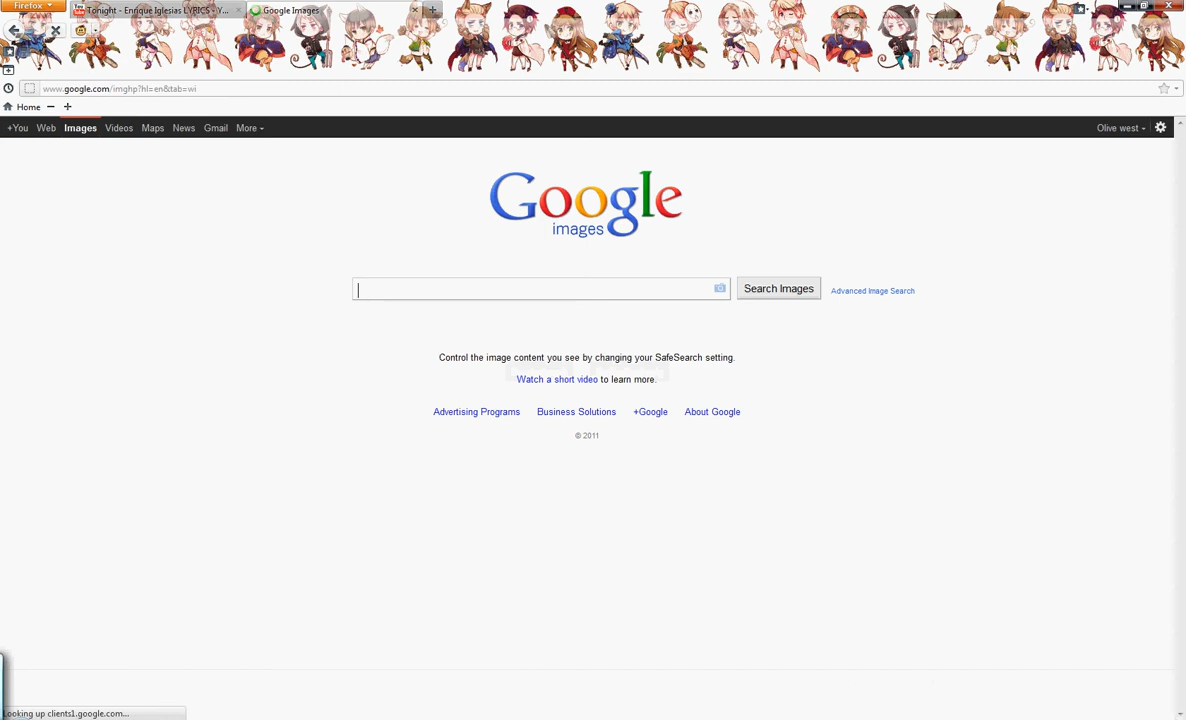 Firefox
Tonight - Enrique Iglesias LYRICS - Y...
Google Images
www.google.com/imghp?hl=en&tab=wi
Home
+You Web Images Videos Maps News Gmail More
Olive west
Google
images
Search Images
Advanced Image Search
Control the image content you see by changing your SafeSearch setting.
Watch a short video to learn more.
Advertising Programs Business Solutions +Google About Google
© 2011
Looking up clients1.google.com...